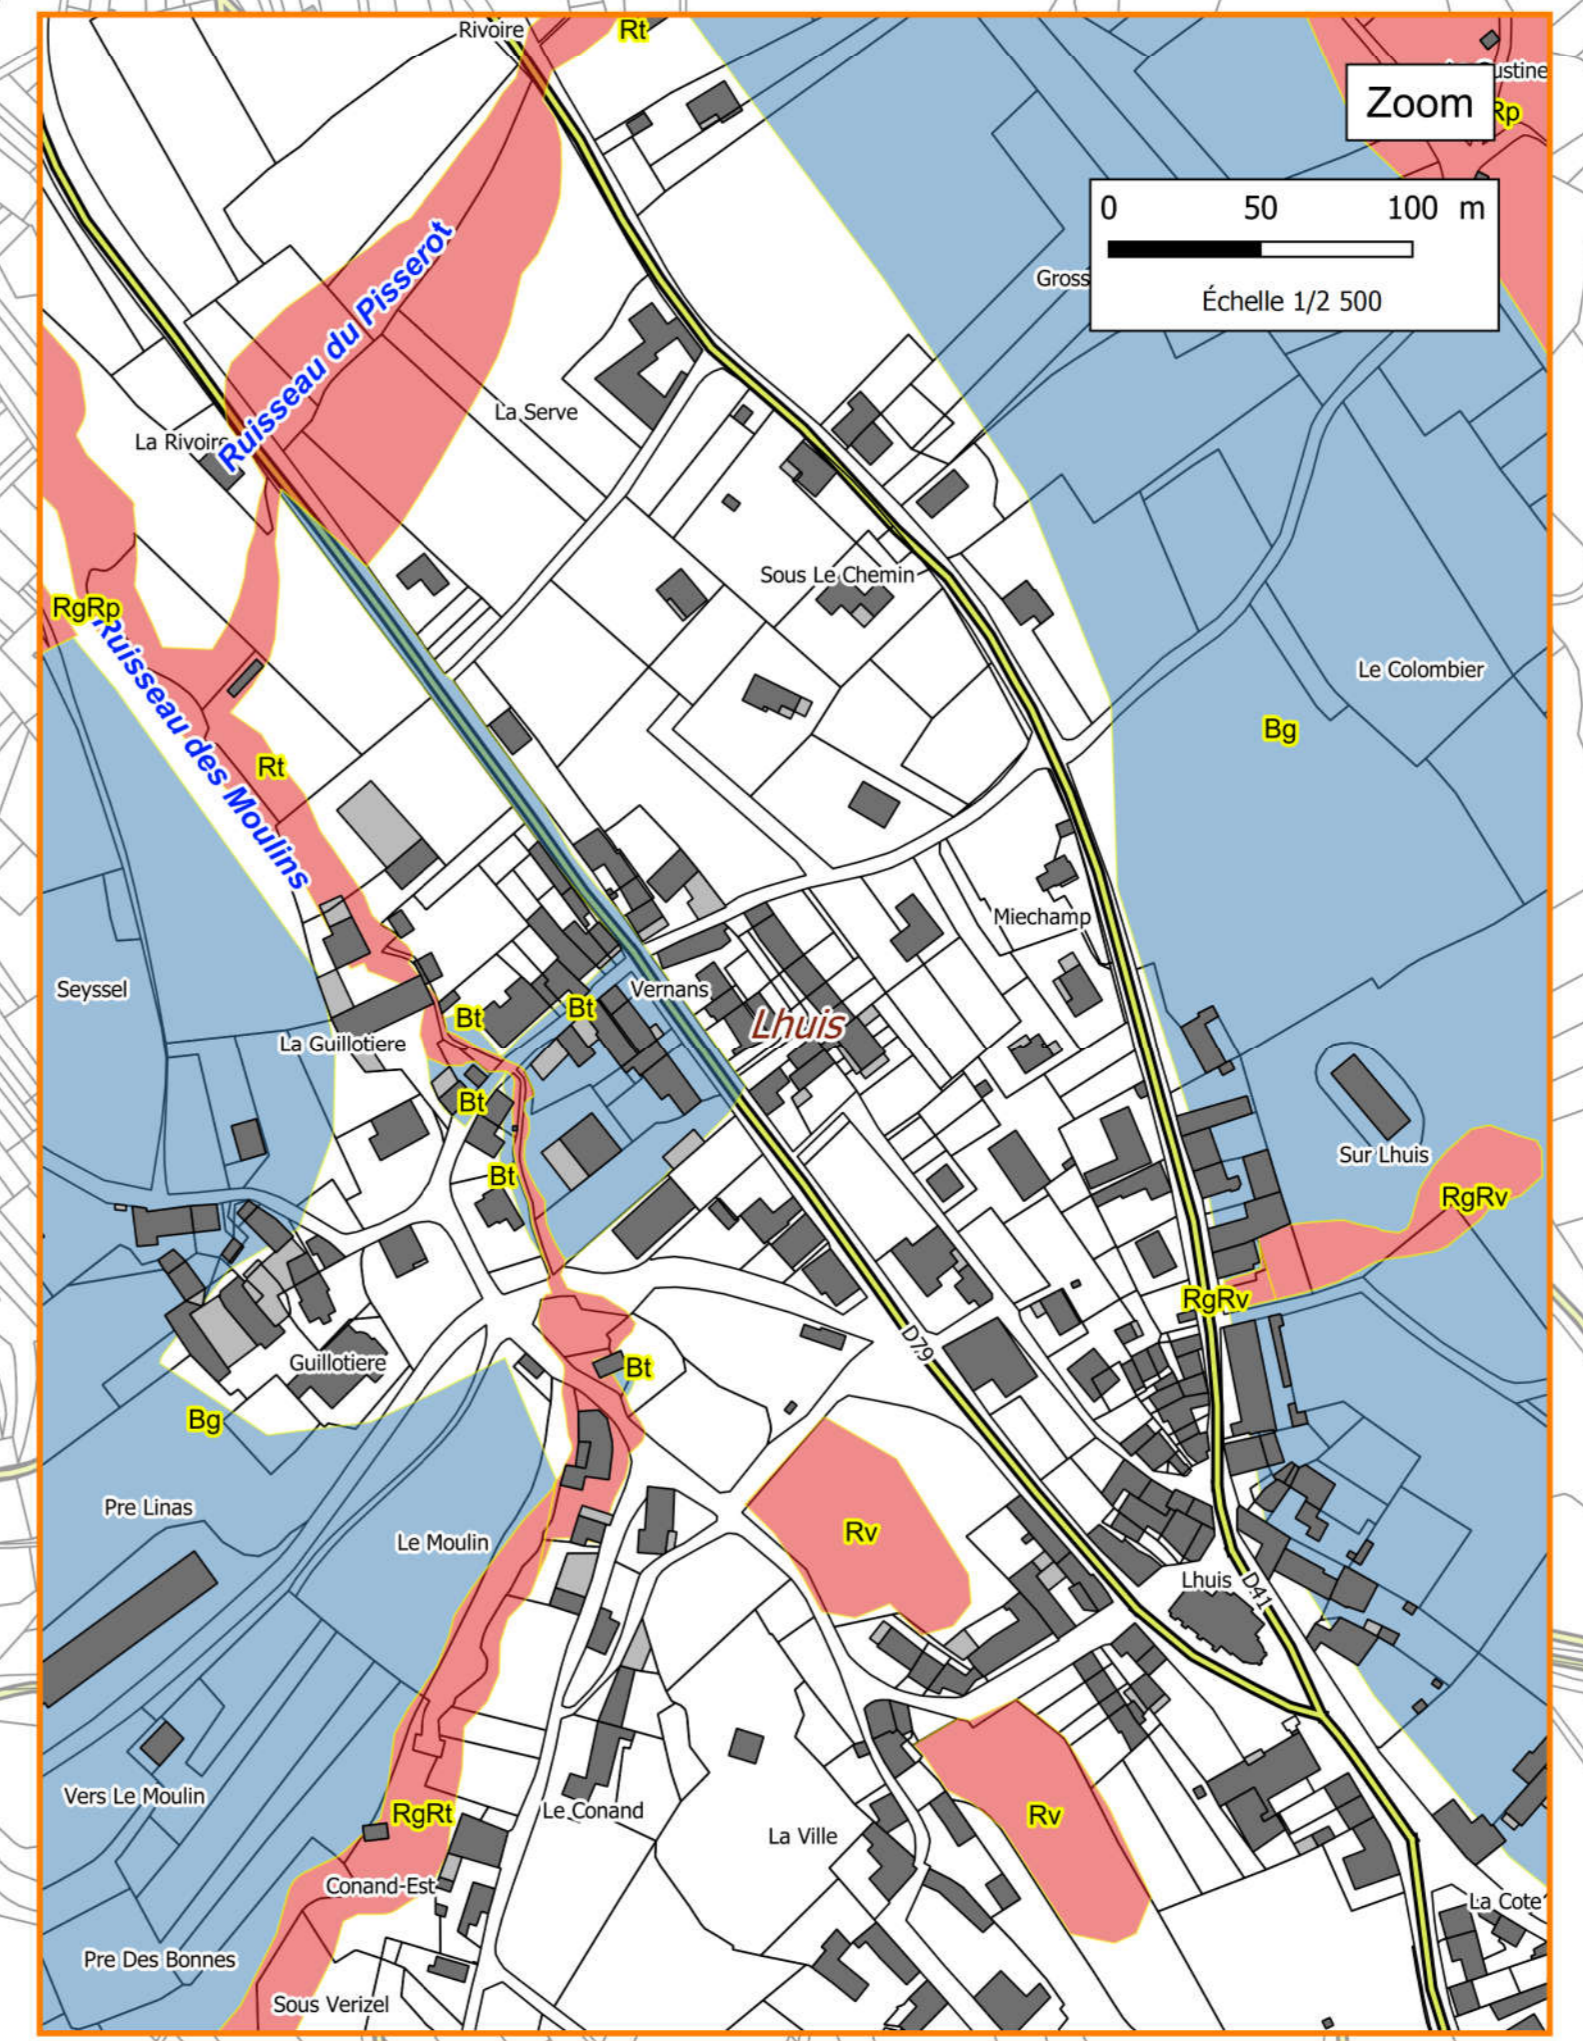 Rivoire
Rt
Zoom
Rp
0 50 100 m
Échelle 1/2 500
Ruisseau du Pisserot
La Serve
La Rivoire
Sous Le Chemin
RgRp
Ruisseau des Moulins
Le Colombier
Bg
Rt
Miechamp
Seyssel
Vernans
Bt
Bt
Lhuis
La Guillotiere
Bt
Sur Lhuis
Bt
RgRv
RgRv
D79
Guillotiere
Bt
Bg
Pre Linas
Rv
Le Moulin
Lhuis
D41
Vers Le Moulin
RgRt
Le Conand
Rv
La Ville
Conand-Est
La Cote
Pre Des Bonnes
Sous Verizel